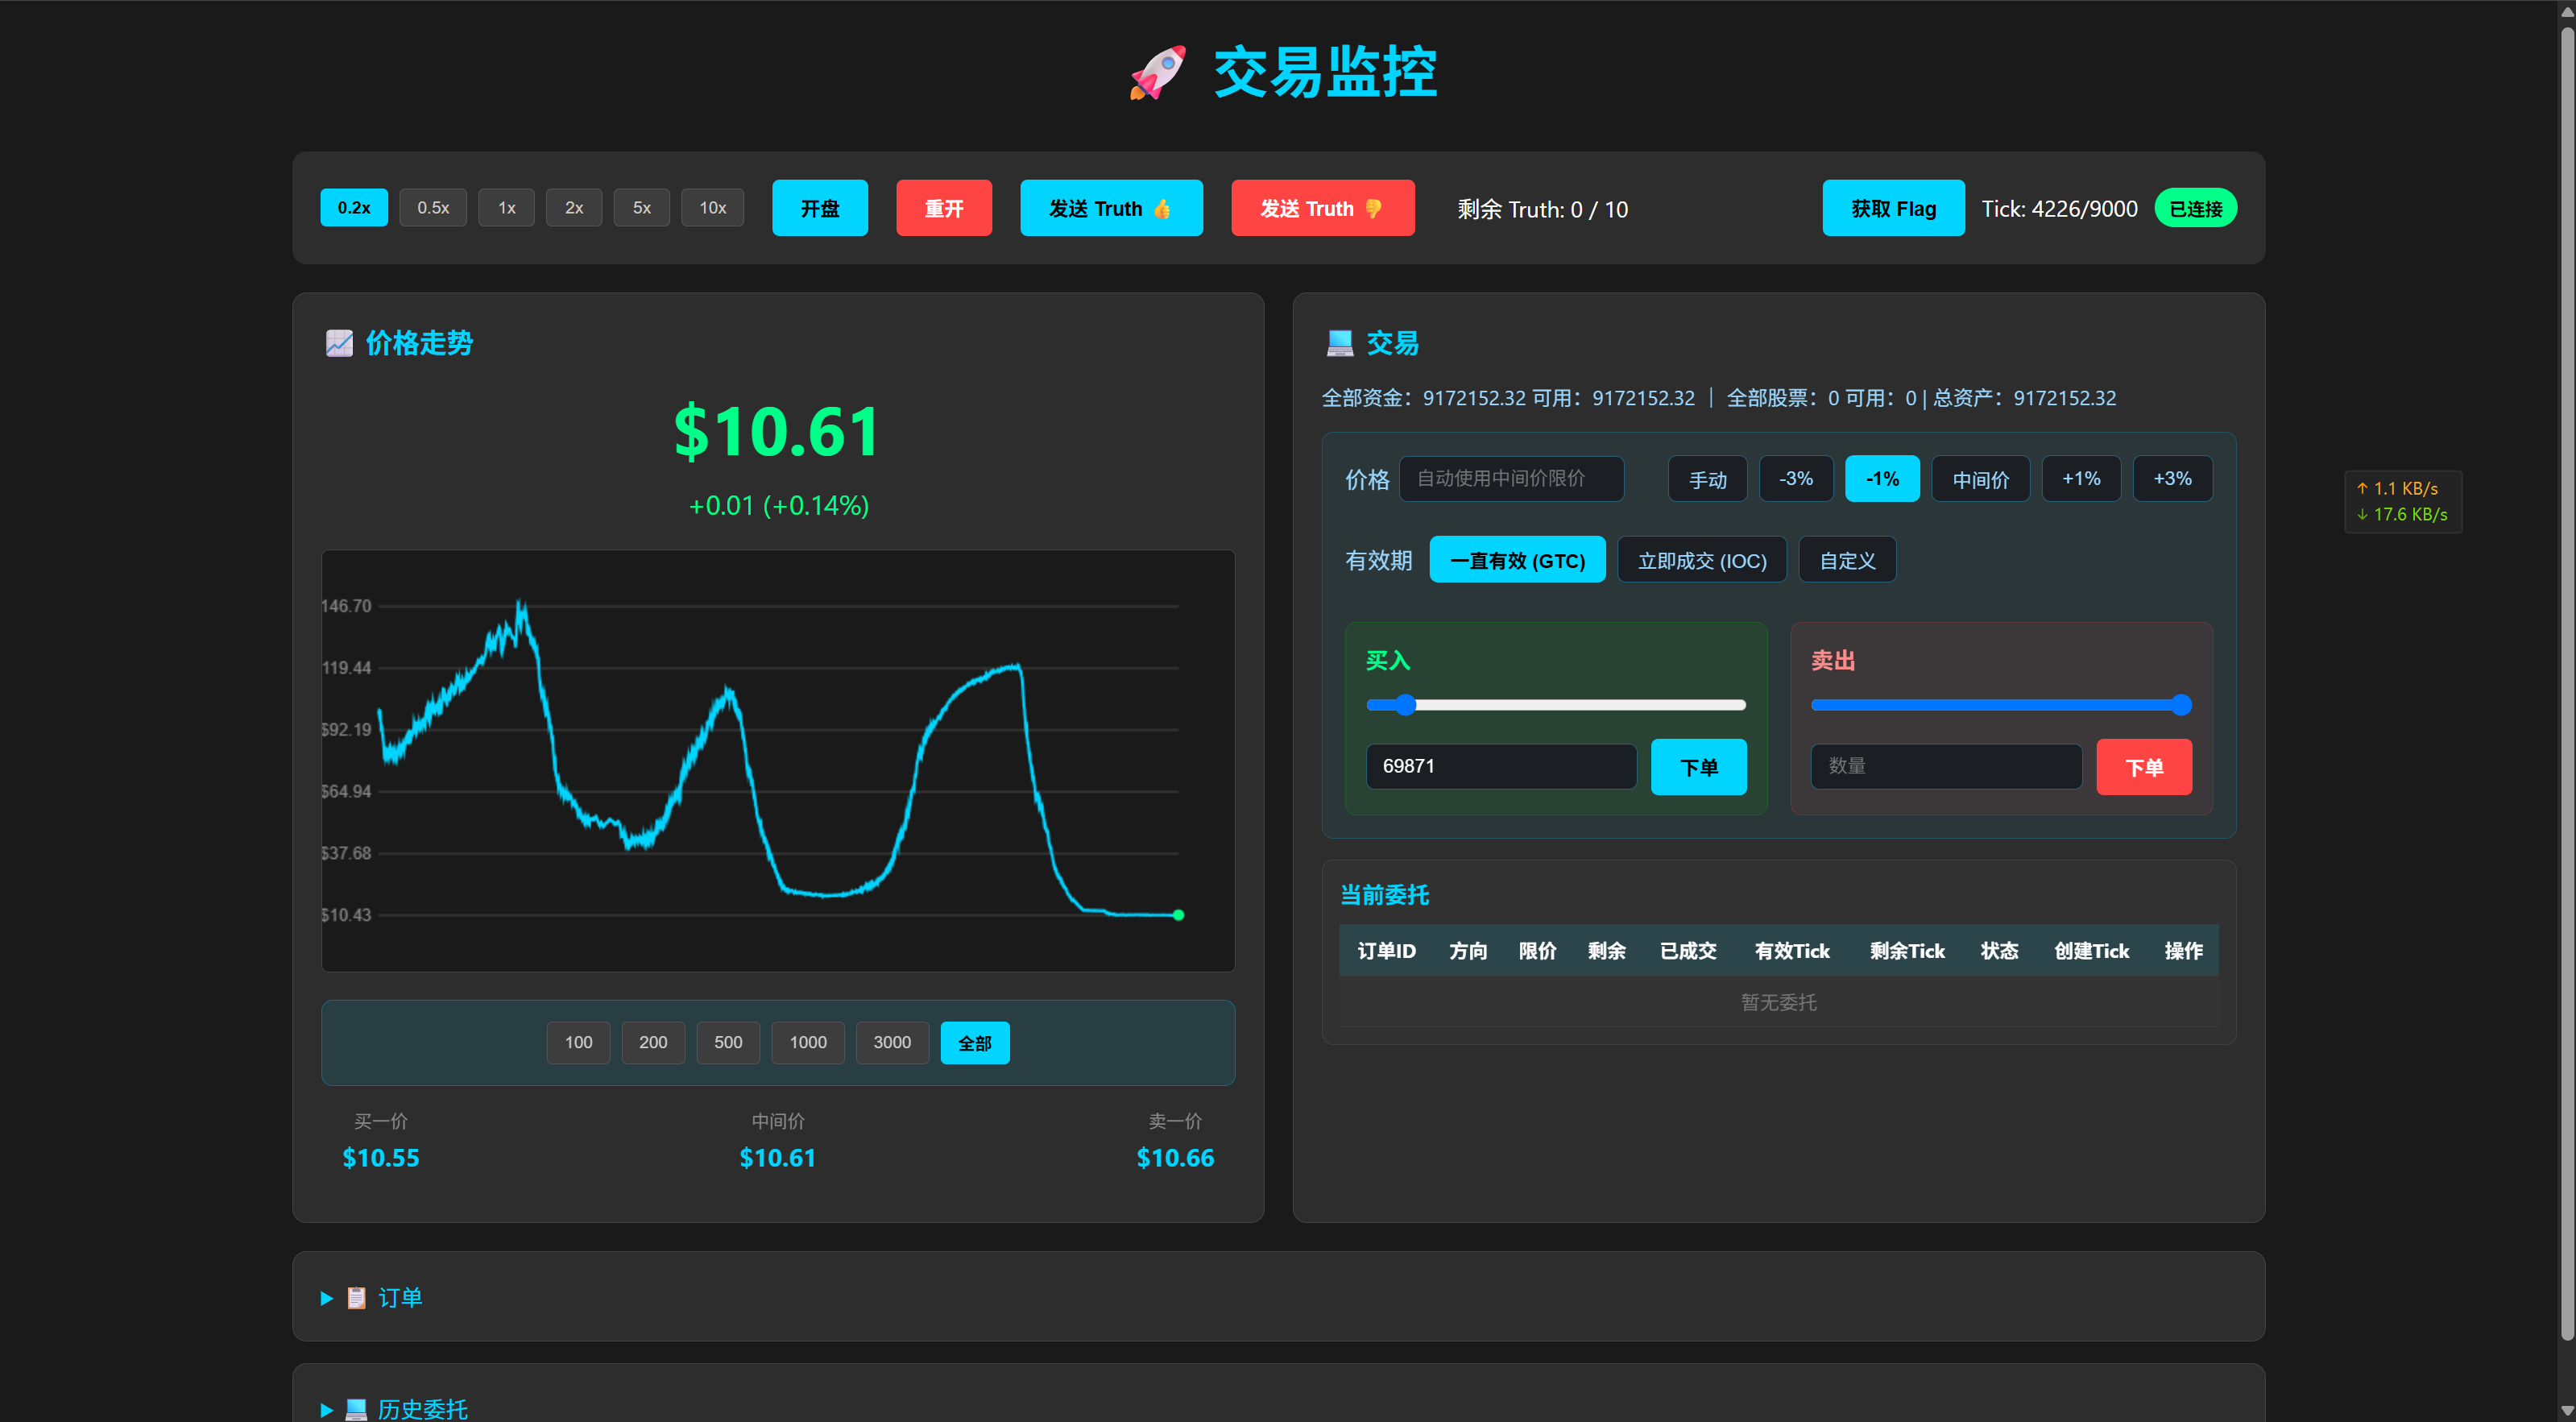 🚀 交易监控
0.2x 0.5x 1x 2x 5x 10x 开盘 重开 发送 Truth 👍 发送 Truth 👎 剩余 Truth: 0 / 10 获取 Flag Tick: 4226/9000 已连接
📈 价格走势
$10.61
+0.01 (+0.14%)
146.70
119.44
$92.19
$64.94
$37.68
$10.43
100 200 500 1000 3000 全部
买一价 中间价 卖一价
$10.55 $10.61 $10.66
💻 交易
全部资金：9172152.32 可用：9172152.32 ｜ 全部股票：0 可用：0 | 总资产：9172152.32
价格 自动使用中间价限价 手动 -3% -1% 中间价 +1% +3%
有效期 一直有效 (GTC) 立即成交 (IOC) 自定义
买入
69871 下单
卖出
数量 下单
当前委托
订单ID 方向 限价 剩余 已成交 有效Tick 剩余Tick 状态 创建Tick 操作
暂无委托
↑ 1.1 KB/s
↓ 17.6 KB/s
▶ 📋 订单
▶ 💻 历史委托